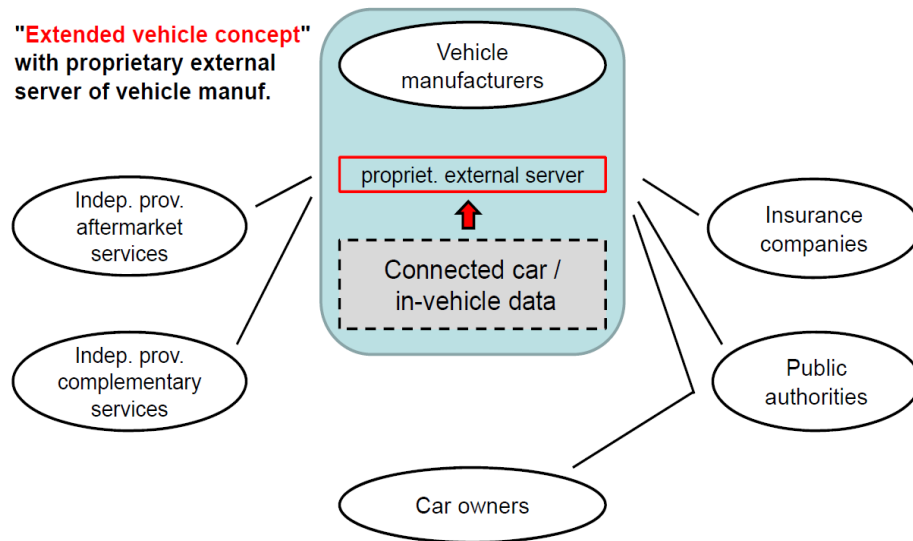 "Extended vehicle concept"
with proprietary external
server of vehicle manuf.
Vehicle
manufacturers
propriet. external server
Connected car /
in-vehicle data
Indep. prov.
aftermarket
services
Indep. prov.
complementary
services
Insurance
companies
Public
authorities
Car owners